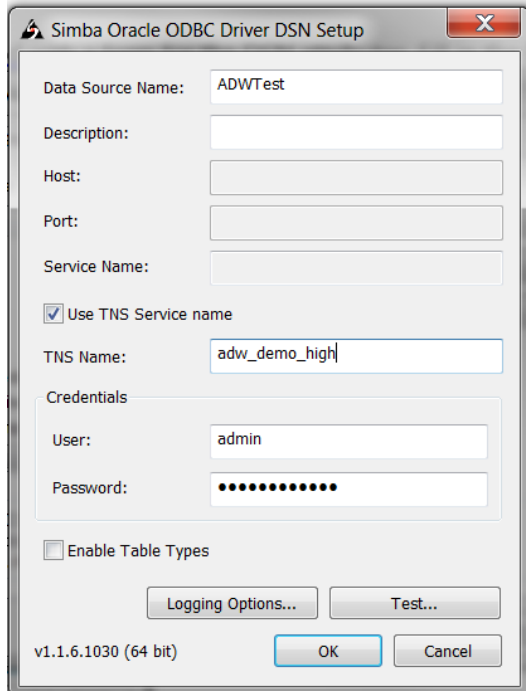 Simba Oracle ODBC Driver DSN Setup
Data Source Name: ADWTest
Description:
Host:
Port:
Service Name:
Use TNS Service name
TNS Name: adw_demo_high
Credentials
User: admin
Password: ●●●●●●●●●●●●
Enable Table Types
Logging Options... Test...
v1.1.6.1030 (64 bit) OK Cancel